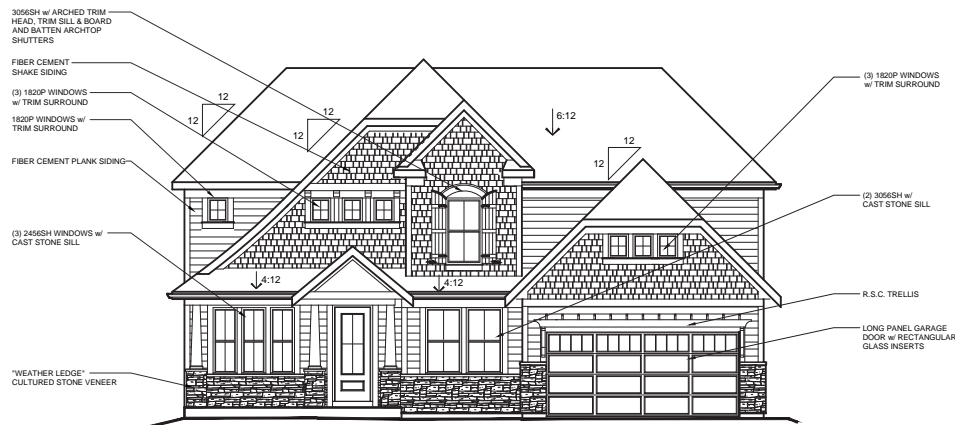 3056SH w/ ARCHED TRIM
HEAD, TRIM SILL & BOARD
AND BATTEN ARCHTOP
SHUTTERS
FIBER CEMENT
SHAKE SIDING
(3) 1820P WINDOWS
w/ TRIM SURROUND
1820P WINDOWS w/
TRIM SURROUND
FIBER CEMENT PLANK SIDING
(3) 2456SH WINDOWS w/
CAST STONE SILL
"WEATHER LEDGE"
CULTURED STONE VENEER
12
12
12
12
6:12
12
12
4:12
4:12
(3) 1820P WINDOWS
w/ TRIM SURROUND
(2) 3056SH w/
CAST STONE SILL
R.S.C. TRELLIS
LONG PANEL GARAGE
DOOR w/ RECTANGULAR
GLASS INSERTS